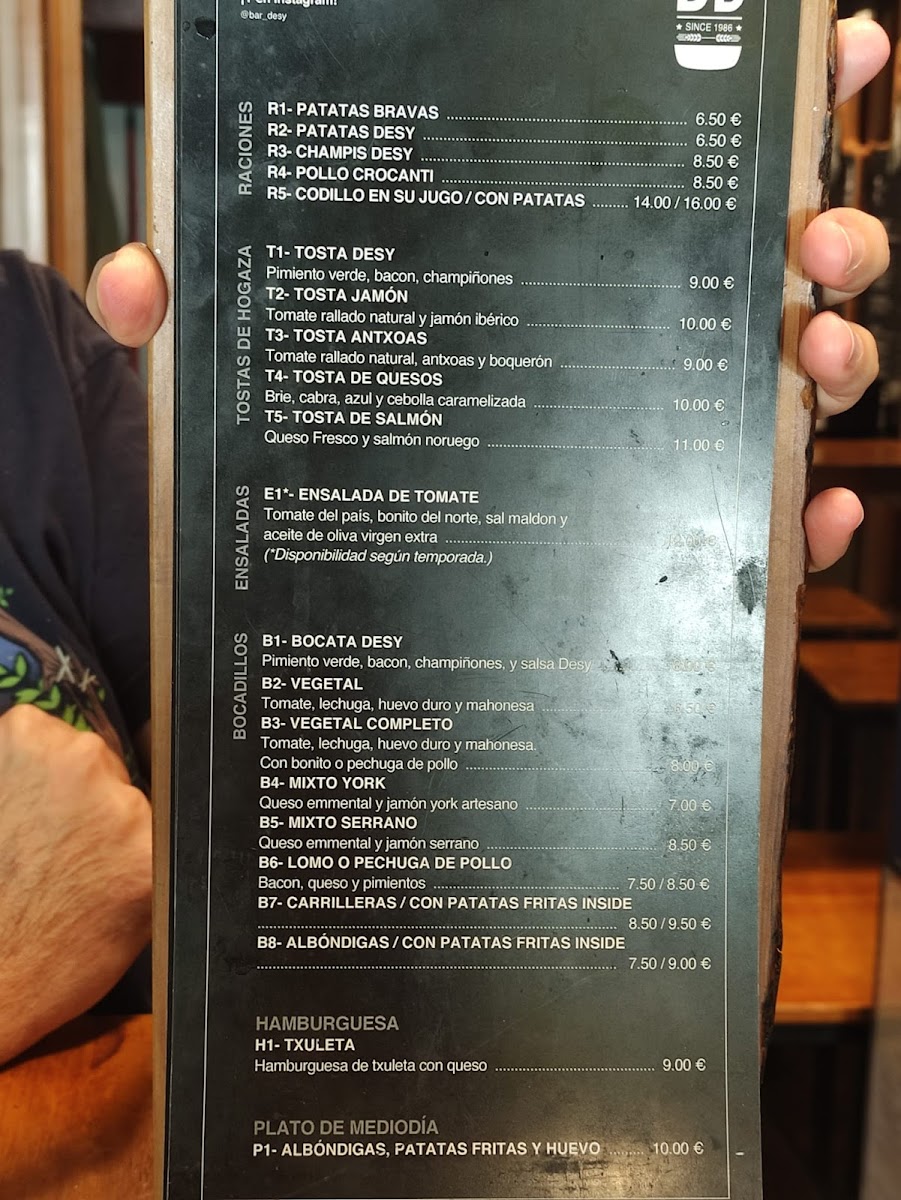 en Instagram!
@bar_desy
★ SINCE 1986 ★
RACIONES
R1- PATATAS BRAVAS 6.50 €
R2- PATATAS DESY 6.50 €
R3- CHAMPIS DESY 8.50 €
R4- POLLO CROCANTI 8.50 €
R5- CODILLO EN SU JUGO / CON PATATAS 14.00 / 16.00 €
TOSTAS DE HOGAZA
T1- TOSTA DESY
Pimiento verde, bacon, champiñones 9.00 €
T2- TOSTA JAMÓN
Tomate rallado natural y jamón ibérico 10.00 €
T3- TOSTA ANTXOAS
Tomate rallado natural, antxoas y boquerón 9.00 €
T4- TOSTA DE QUESOS
Brie, cabra, azul y cebolla caramelizada 10.00 €
T5- TOSTA DE SALMÓN
Queso Fresco y salmón noruego 11.00 €
ENSALADAS
E1*- ENSALADA DE TOMATE
Tomate del país, bonito del norte, sal maldon y
aceite de oliva virgen extra
(*Disponibilidad según temporada.)
BOCADILLOS
B1- BOCATA DESY
Pimiento verde, bacon, champiñones, y salsa Desy
B2- VEGETAL
Tomate, lechuga, huevo duro y mahonesa
B3- VEGETAL COMPLETO
Tomate, lechuga, huevo duro y mahonesa.
Con bonito o pechuga de pollo 8.00 €
B4- MIXTO YORK
Queso emmental y jamón york artesano 7.00 €
B5- MIXTO SERRANO
Queso emmental y jamón serrano 8.50 €
B6- LOMO O PECHUGA DE POLLO
Bacon, queso y pimientos 7.50 / 8.50 €
B7- CARRILLERAS / CON PATATAS FRITAS INSIDE
8.50 / 9.50 €
B8- ALBÓNDIGAS / CON PATATAS FRITAS INSIDE
7.50 / 9.00 €
HAMBURGUESA
H1- TXULETA
Hamburguesa de txuleta con queso 9.00 €
PLATO DE MEDIODÍA
P1- ALBÓNDIGAS, PATATAS FRITAS Y HUEVO 10.00 €